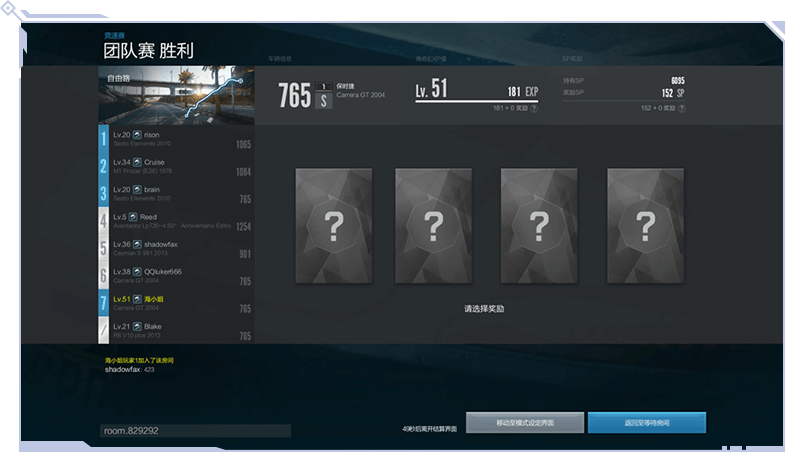 竞速赛
团队赛 胜利
车辆信息
角色EXP值
SP奖励
自由路
765
1
S
保时捷
Carrera GT 2004
Lv. 51
181 EXP
181 + 0 奖励 ?
持有SP 6095
奖励SP 152 SP
152 + 0 奖励 ?
1 Lv.20 rison
Sesto Elemento 2010 1065
2 Lv.34 Cruise
M1 Procar (E26) 1978 1084
3 Lv.20 brain
Sesto Elemento 2010 765
4 Lv.5 Reed
Aventador Lp720-4 50° Anniversario Editio 1254
5 Lv.36 shadowfax
Cayman S 981 2013 901
6 Lv.38 QQluker666
Carrera GT 2004 765
7 Lv.51 海小姐
Carrera GT 2004 765
/ Lv.21 Blake
R8 V10 plus 2013 765
? ? ? ?
请选择奖励
海小姐玩家1加入了该房间
shadowfax: 423
room.829292
49秒后离开结算界面
移动至模式设定界面
返回至等待房间